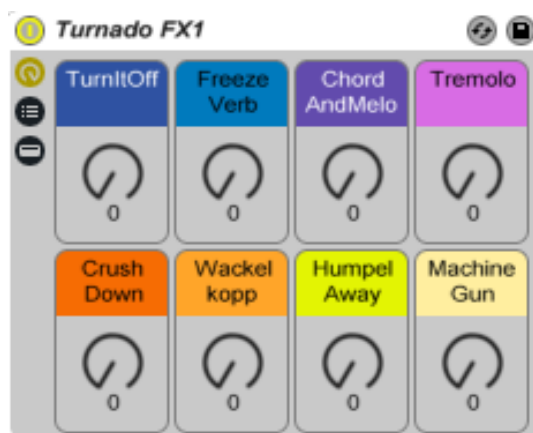 Turnado FX1
TurnItOff
Freeze
Verb
Chord
AndMelo
Tremolo
0
0
0
0
Crush
Down
Wackel
kopp
Humpel
Away
Machine
Gun
0
0
0
0